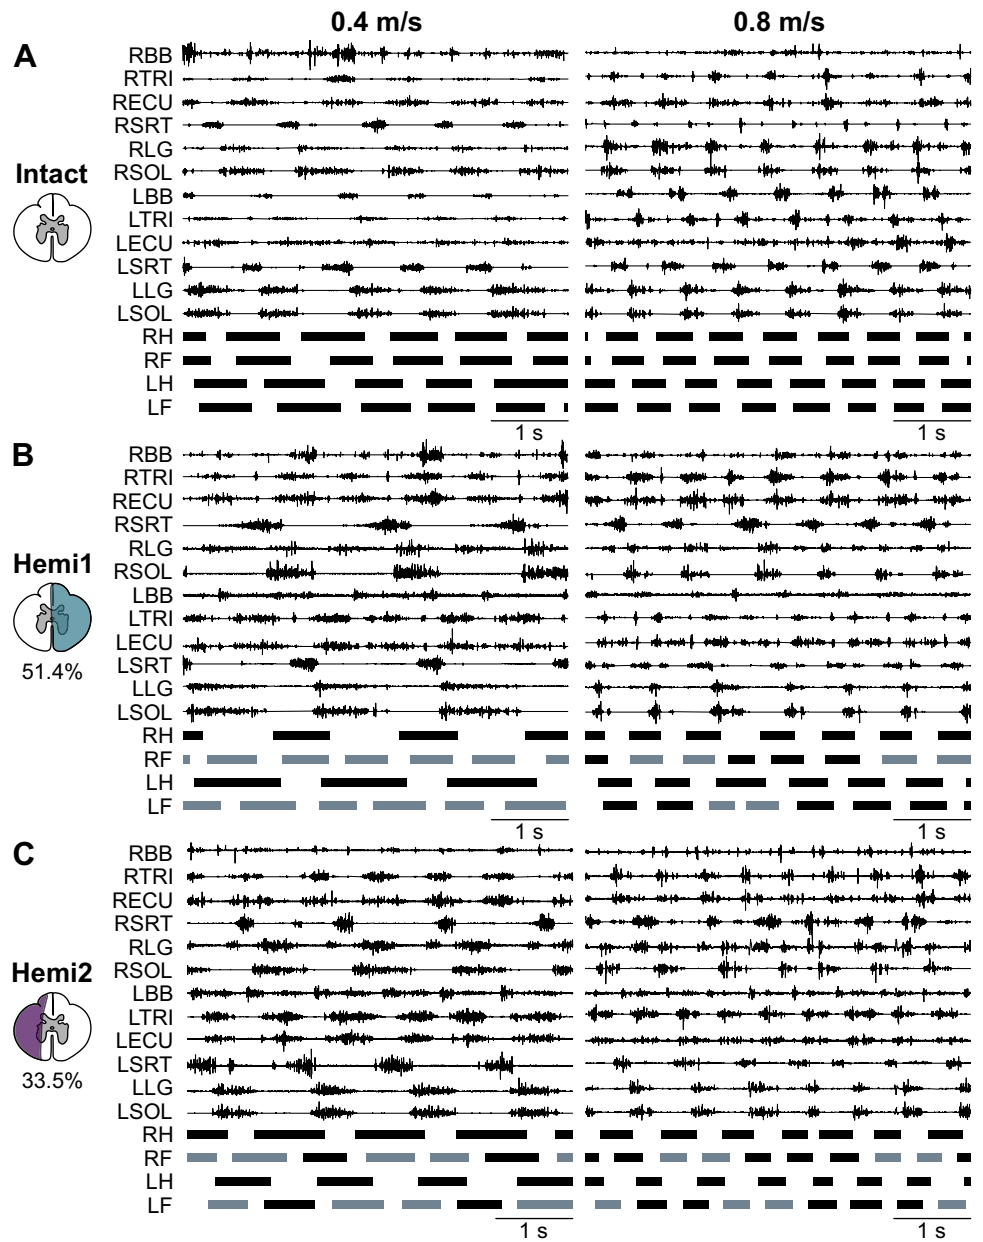 0.4 m/s 0.8 m/s
A
RBB
RTRI
RECU
RSRT
RLG
Intact
RSOL
LBB
LTRI
LECU
LSRT
LLG
LSOL
RH
RF
LH
LF
1 s 1 s
B
RBB
RTRI
RECU
RSRT
RLG
Hemi1
RSOL
LBB
LTRI
LECU
LSRT
51.4%
LLG
LSOL
RH
RF
LH
LF
1 s 1 s
C
RBB
RTRI
RECU
RSRT
RLG
Hemi2
RSOL
LBB
LTRI
LECU
LSRT
33.5%
LLG
LSOL
RH
RF
LH
LF
1 s 1 s